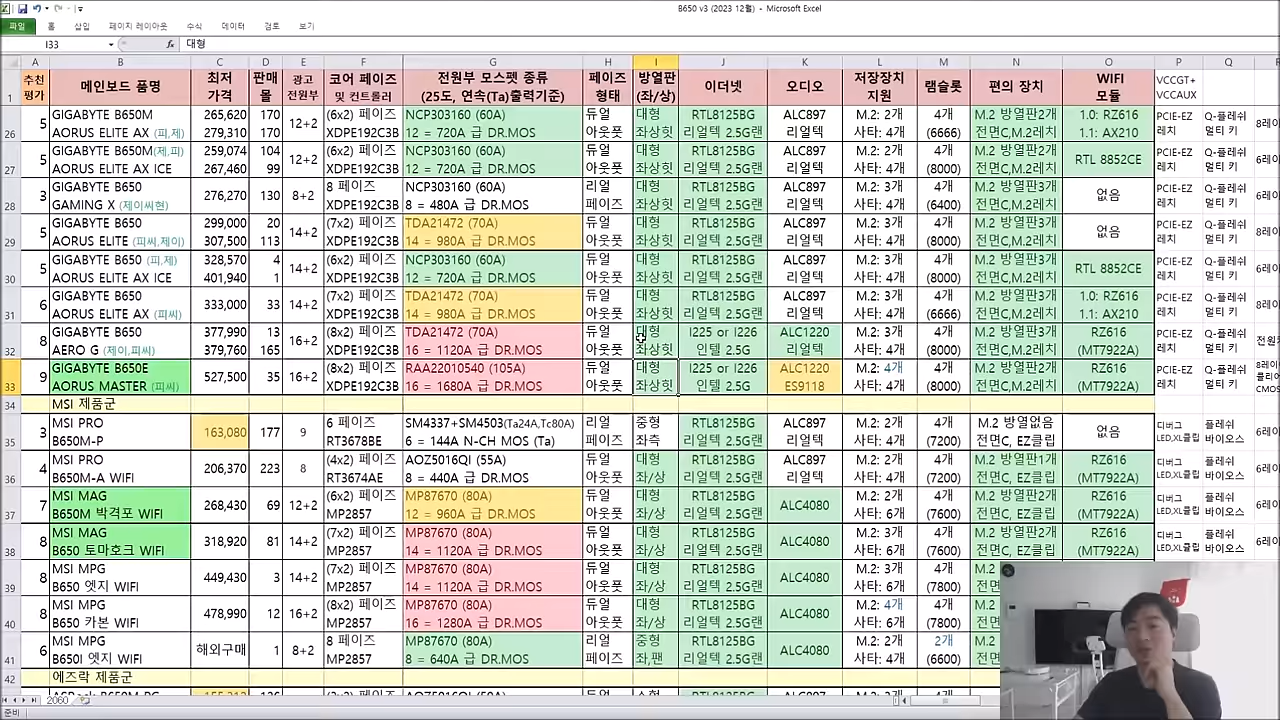 B650 v3 (2023 12월) - Microsoft Excel
파일 홈 삽입 페이지 레이아웃 수식 데이터 검토 보기
I33 fx 대형
A B C D E F G H I J K L M N O P Q
1 추천평가 메인보드 품명 최저가격 판매몰 광고전원부 코어 페이즈 및 컨트롤러 전원부 모스펫 종류 (25도, 연속(Ta)출력기준) 페이즈 형태 방열판 (좌/상) 이더넷 오디오 저장장치 지원 램슬롯 편의 장치 WIFI 모듈 VCCGT+ VCCAUX
26 5 GIGABYTE B650M 265,620 170 12+2 (6x2) 페이즈 NCP303160 (60A) 듀얼 대형 RTL8125BG ALC897 M.2: 2개 4개 M.2 방열판2개 1.0: RZ616 PCIE-EZ Q-플레쉬
AORUS ELITE AX (피,제) 279,310 170 XDPE192C3B 12 = 720A 급 DR.MOS 아웃풋 좌상힛 리얼텍 2.5G랜 리얼텍 사타: 4개 (6666) 전면C,M.2레치 1.1: AX210 레치 멀티 키
27 5 GIGABYTE B650M(제,피) 259,074 104 12+2 (6x2) 페이즈 NCP303160 (60A) 듀얼 대형 RTL8125BG ALC897 M.2: 2개 4개 M.2 방열판2개 RTL 8852CE PCIE-EZ Q-플레쉬
AORUS ELITE AX ICE 267,460 99 XDPE192C3B 12 = 720A 급 DR.MOS 아웃풋 좌상힛 리얼텍 2.5G랜 리얼텍 사타: 4개 (8000) 전면C,M.2레치 레치 멀티 키
28 3 GIGABYTE B650 276,270 130 8+2 8 페이즈 NCP303160 (60A) 리얼 대형 RTL8125BG ALC897 M.2: 3개 4개 M.2 방열판3개 없음 PCIE-EZ Q-플레쉬
GAMING X (제이씨현) XDPE192C3B 8 = 480A 급 DR.MOS 페이즈 좌상힛 리얼텍 2.5G랜 리얼텍 사타: 4개 (6400) 전면C,M.2레치 레치 멀티 키
29 5 GIGABYTE B650 299,000 20 14+2 (7x2) 페이즈 TDA21472 (70A) 듀얼 대형 RTL8125BG ALC897 M.2: 3개 4개 M.2 방열판3개 없음 PCIE-EZ Q-플레쉬
AORUS ELITE (피씨,제이) 307,500 113 XDPE192C3B 14 = 980A 급 DR.MOS 아웃풋 좌상힛 리얼텍 2.5G랜 리얼텍 사타: 4개 (8000) 전면C,M.2레치 레치 멀티 키
30 5 GIGABYTE B650 (피,제) 328,570 4 14+2 (7x2) 페이즈 NCP303160 (60A) 듀얼 대형 RTL8125BG ALC897 M.2: 3개 4개 M.2 방열판3개 RTL 8852CE PCIE-EZ Q-플레쉬
AORUS ELITE AX ICE 401,940 1 XDPE192C3B 12 = 720A 급 DR.MOS 아웃풋 좌상힛 리얼텍 2.5G랜 리얼텍 사타: 4개 (8000) 전면C,M.2레치 레치 멀티 키
31 6 GIGABYTE B650 333,000 33 14+2 (7x2) 페이즈 TDA21472 (70A) 듀얼 대형 RTL8125BG ALC897 M.2: 3개 4개 M.2 방열판3개 1.0: RZ616 PCIE-EZ Q-플레쉬
AORUS ELITE AX (피씨) XDPE192C3B 14 = 980A 급 DR.MOS 아웃풋 좌상힛 리얼텍 2.5G랜 리얼텍 사타: 4개 (6666) 전면C,M.2레치 1.1: AX210 레치 멀티 키
32 8 GIGABYTE B650 377,990 13 16+2 (8x2) 페이즈 TDA21472 (70A) 듀얼 대형 I225 or I226 ALC1220 M.2: 3개 4개 M.2 방열판3개 RZ616 PCIE-EZ Q-플레쉬
AERO G (제이,피씨) 379,760 165 XDPE192C3B 16 = 1120A 급 DR.MOS 아웃풋 좌상힛 인텔 2.5G 리얼텍 사타: 4개 (8000) 전면C,M.2레치 (MT7922A) 레치 멀티 키
33 9 GIGABYTE B650E 527,500 35 16+2 (8x2) 페이즈 RAA22010540 (105A) 듀얼 대형 I225 or I226 ALC1220 M.2: 4개 4개 M.2 방열판3개 RZ616 PCIE-EZ Q-플레쉬
AORUS MASTER (피씨) XDPE192C3B 16 = 1680A 급 DR.MOS 아웃풋 좌상힛 인텔 2.5G ES9118 사타: 4개 (8000) 전면C,M.2레치 (MT7922A) 레치 멀티 키 CMOS
34 MSI 제품군
35 3 MSI PRO 163,080 177 9 6 페이즈 SM4337+SM4503(Ta24A,Tc80A) 리얼 중형 RTL8125BG ALC897 M.2: 2개 4개 M.2 방열없음 없음 디버그 플레쉬
B650M-P RT3678BE 6 = 144A N-CH MOS (Ta) 페이즈 좌측 리얼텍 2.5G랜 리얼텍 사타: 4개 (7200) 전면C, EZ클립 LED,XL클립 바이오스
36 4 MSI PRO 206,370 223 8 (4x2) 페이즈 AOZ5016QI (55A) 듀얼 대형 RTL8125BG ALC897 M.2: 2개 4개 M.2 방열판1개 RZ616 디버그 플레쉬
B650M-A WIFI RT3674AE 8 = 440A 급 DR.MOS 아웃풋 좌/상 리얼텍 2.5G랜 리얼텍 사타: 4개 (7200) 전면C, EZ클립 (MT7922A) LED,XL클립 바이오스
37 7 MSI MAG 268,430 69 12+2 (6x2) 페이즈 MP87670 (80A) 듀얼 대형 RTL8125BG ALC4080 M.2: 2개 4개 M.2 방열판2개 RZ616 디버그 플레쉬
B650M 박격포 WIFI MP2857 12 = 960A 급 DR.MOS 아웃풋 좌/상 리얼텍 2.5G랜 사타: 6개 (7200) 전면C, EZ클립 (MT7922A) LED,XL클립 바이오스
38 8 MSI MAG 318,920 81 14+2 (7x2) 페이즈 MP87670 (80A) 듀얼 대형 RTL8125BG ALC4080 M.2: 3개 4개 M.2 방열판2개 RZ616 디버그 플레쉬
B650 토마호크 WIFI MP2857 14 = 1120A 급 DR.MOS 아웃풋 좌/상 리얼텍 2.5G랜 사타: 6개 (7600) 전면C, EZ클립 (MT7922A) LED,XL클립 바이오스
39 8 MSI MPG 449,430 3 14+2 (7x2) 페이즈 MP87670 (80A) 듀얼 대형 RTL8125BG ALC4080 M.2: 3개 4개
B650 엣지 WIFI MP2857 14 = 1120A 급 DR.MOS 아웃풋 좌/상 리얼텍 2.5G랜 사타: 6개 (7800)
40 8 MSI MPG 478,990 12 16+2 (8x2) 페이즈 MP87670 (80A) 듀얼 대형 RTL8125BG ALC4080 M.2: 4개 4개
B650 카본 WIFI MP2857 16 = 1280A 급 DR.MOS 아웃풋 좌/상 리얼텍 2.5G랜 사타: 6개 (7800)
41 6 MSI MPG 해외구매 1 8+2 8 페이즈 MP87670 (80A) 리얼 중형 RTL8125BG ALC4080 M.2: 2개 2개
B650I 엣지 WIFI MP2857 8 = 640A 급 DR.MOS 페이즈 좌,팬 리얼텍 2.5G랜 사타: 4개 (6600)
42 에즈락 제품군
2060
준비